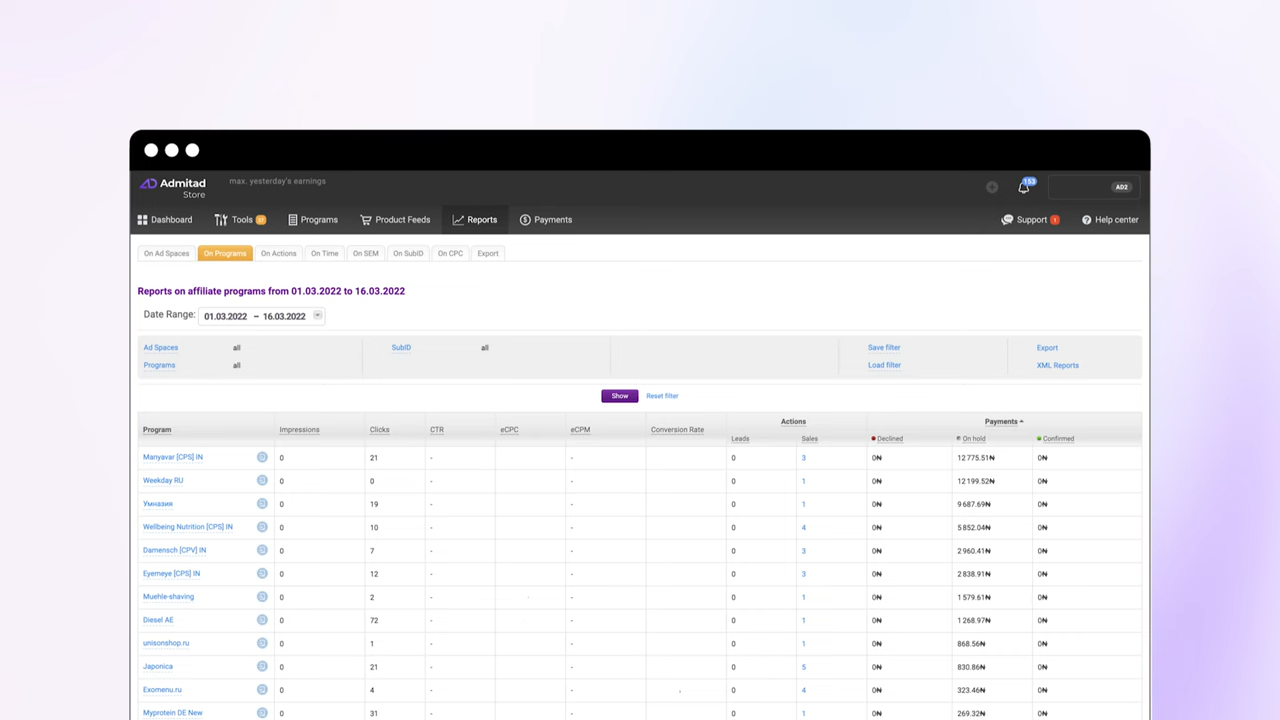 Admitad
Store
max. yesterday's earnings
153
AD2
Dashboard Tools 37 Programs Product Feeds Reports Payments Support ! Help center
On Ad Spaces On Programs On Actions On Time On SEM On SubID On CPC Export
Reports on affiliate programs from 01.03.2022 to 16.03.2022
Date Range: 01.03.2022 – 16.03.2022
Ad Spaces all SubID all Save filter Export
Programs all Load filter XML Reports
Show Reset filter
Program Impressions Clicks CTR eCPC eCPM Conversion Rate Actions Payments
Leads Sales Declined On hold Confirmed
Manyavar [CPS] IN 0 21 - - 0 3 0₦ 12 775.51₦ 0₦
Weekday RU 0 0 - - 0 1 0₦ 12 199.52₦ 0₦
Умназия 0 19 - - 0 1 0₦ 9 687.69₦ 0₦
Wellbeing Nutrition [CPS] IN 0 10 - - 0 4 0₦ 5 852.04₦ 0₦
Damensch [CPV] IN 0 7 - - 0 3 0₦ 2 960.41₦ 0₦
Eyemeye [CPS] IN 0 12 - - 0 3 0₦ 2 838.91₦ 0₦
Muehle-shaving 0 2 - - 0 1 0₦ 1 579.61₦ 0₦
Diesel AE 0 72 - - 0 1 0₦ 1 268.97₦ 0₦
unisonshop.ru 0 1 - - 0 1 0₦ 868.56₦ 0₦
Japonica 0 21 - - 0 5 0₦ 830.86₦ 0₦
Exomenu.ru 0 4 - - 0 4 0₦ 323.46₦ 0₦
Myprotein DE New 0 31 - - 0 1 0₦ 269.32₦ 0₦